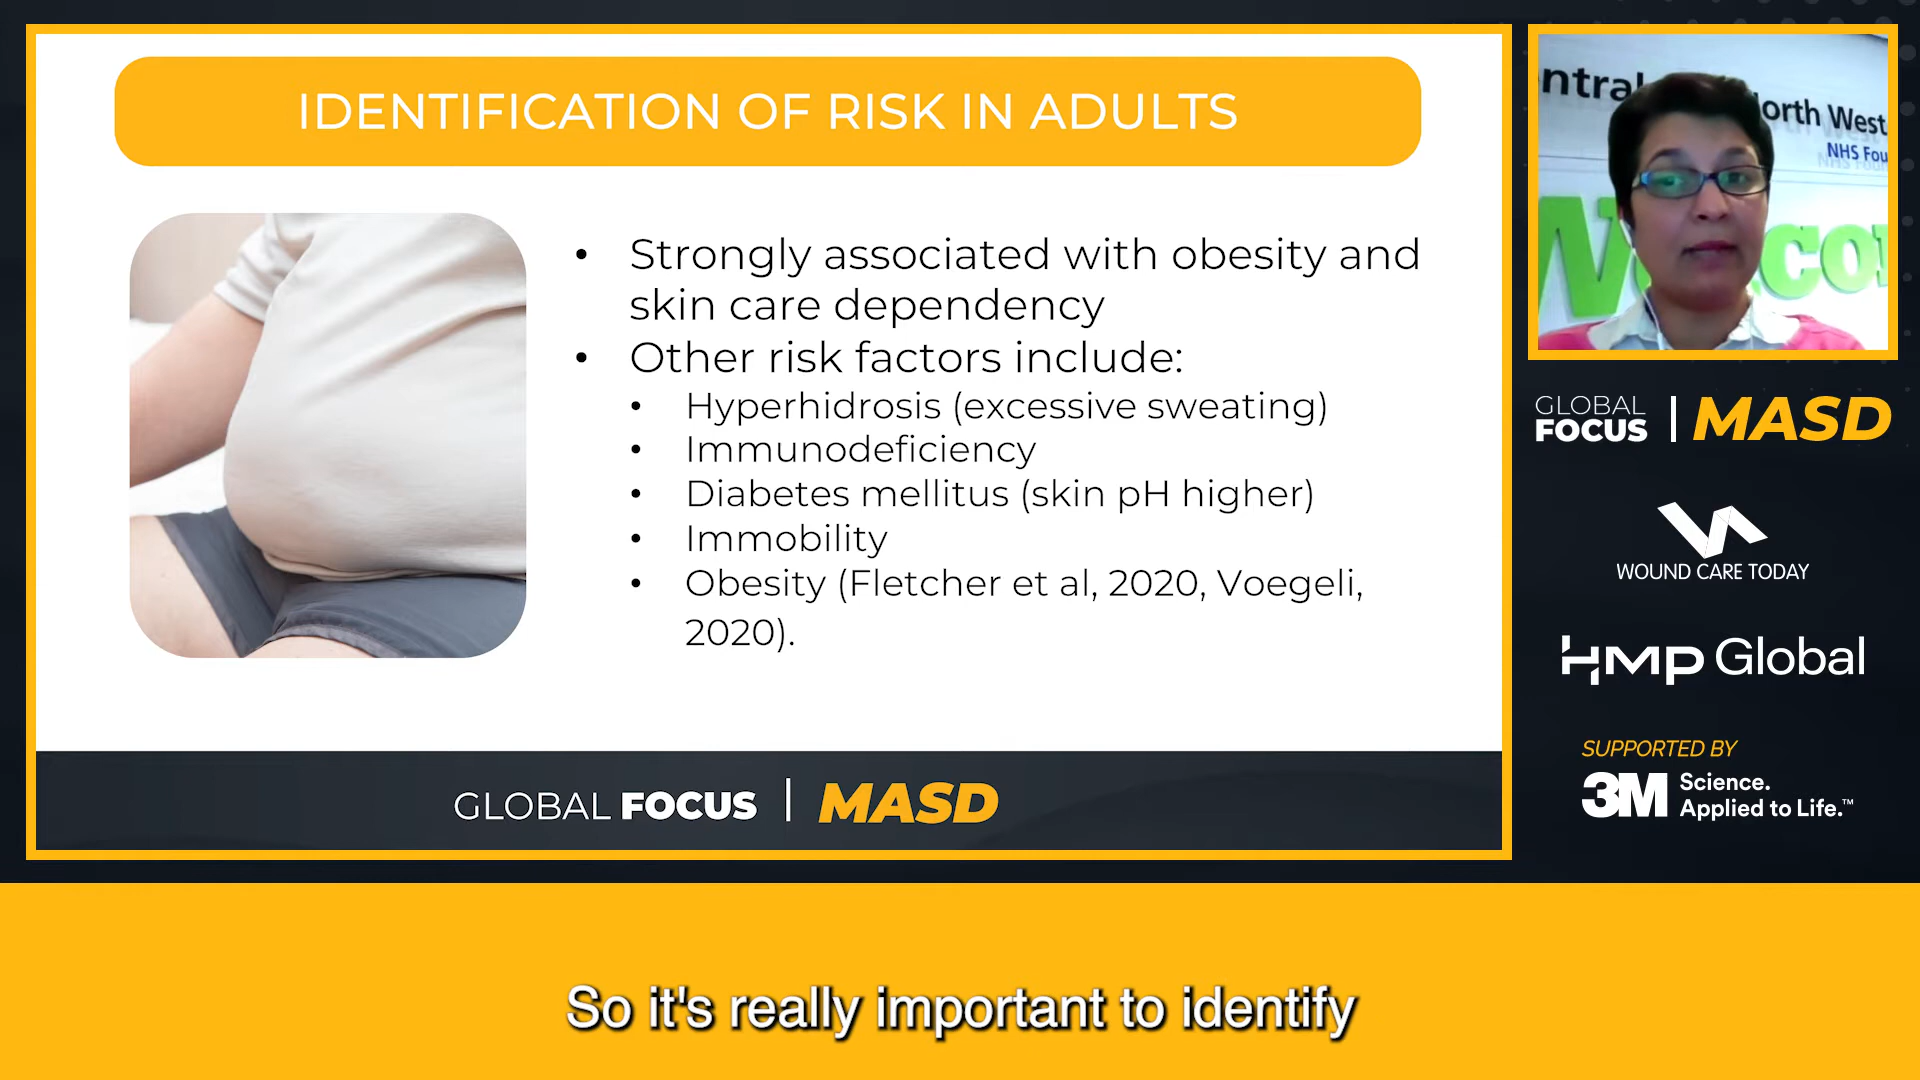 IDENTIFICATION OF RISK IN ADULTS
• Strongly associated with obesity and
skin care dependency
• Other risk factors include:
• Hyperhidrosis (excessive sweating)
• Immunodeficiency
• Diabetes mellitus (skin pH higher)
• Immobility
• Obesity (Fletcher et al, 2020, Voegeli,
2020).
GLOBAL FOCUS | MASD
orth West
NHS Fou
GLOBAL
FOCUS | MASD
WOUND CARE TODAY
HMP Global
SUPPORTED BY
3M Science.
Applied to Life.™
So it's really important to identify